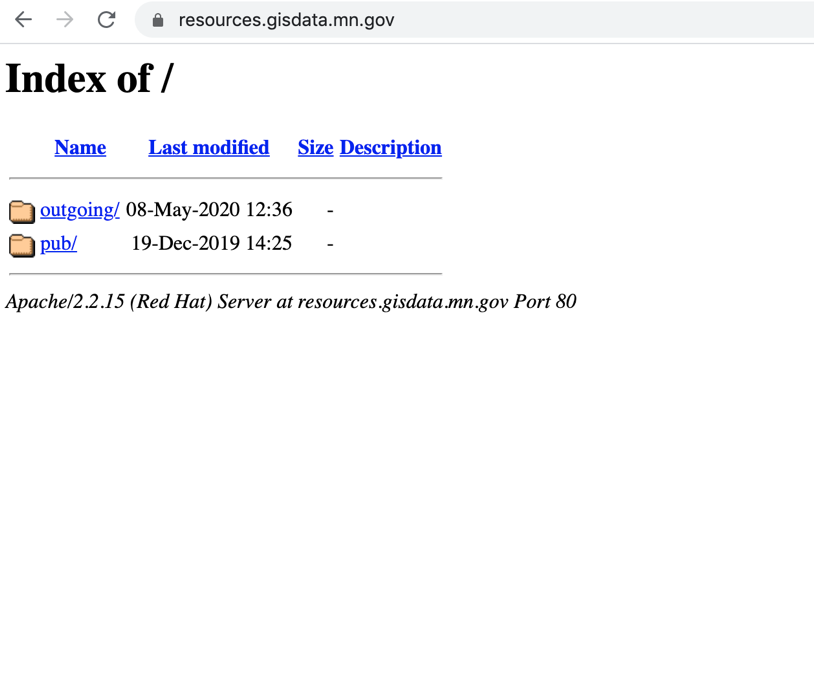 resources.gisdata.mn.gov
Index of /
Name Last modified Size Description
outgoing/ 08-May-2020 12:36 -
pub/ 19-Dec-2019 14:25 -
Apache/2.2.15 (Red Hat) Server at resources.gisdata.mn.gov Port 80